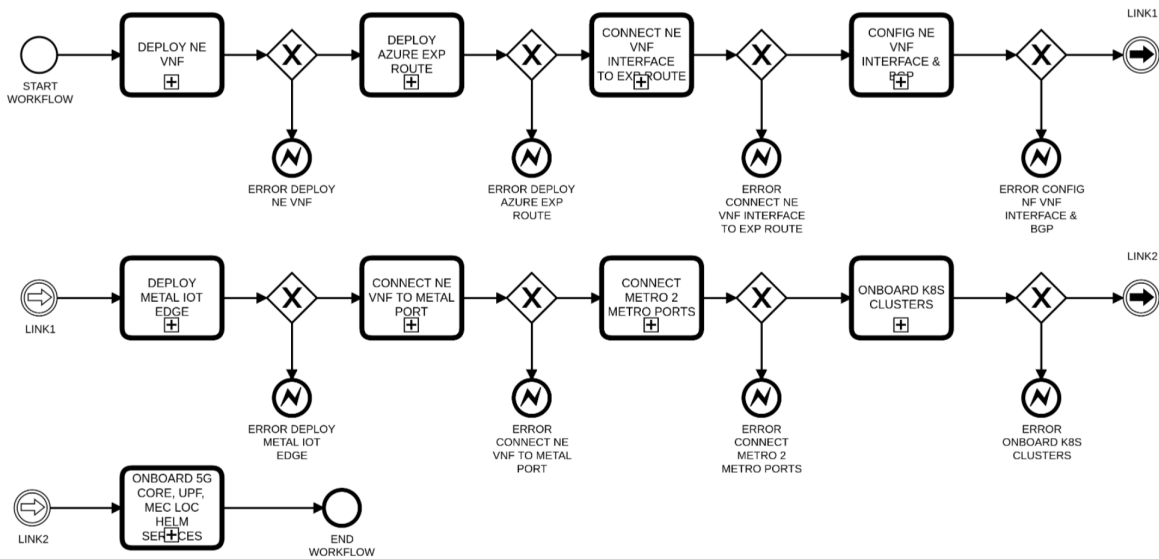 LINK1
DEPLOY NE
VNF
DEPLOY
AZURE EXP
ROUTE
CONNECT NE
VNF
INTERFACE
TO EXP ROUTE
CONFIG NE
VNF
INTERFACE &
BGP
START
WORKFLOW
ERROR DEPLOY
NE VNF
ERROR DEPLOY
AZURE EXP
ROUTE
ERROR
CONNECT NE
VNF INTERFACE
TO EXP ROUTE
ERROR CONFIG
NF VNF
INTERFACE &
BGP
LINK2
DEPLOY
METAL IOT
EDGE
CONNECT NE
VNF TO METAL
PORT
CONNECT
METRO 2
METRO PORTS
ONBOARD K8S
CLUSTERS
LINK1
ERROR DEPLOY
METAL IOT
EDGE
ERROR
CONNECT NE
VNF TO METAL
PORT
ERROR
CONNECT
METRO 2
METRO PORTS
ERROR
ONBOARD K8S
CLUSTERS
ONBOARD 5G
CORE, UPF,
MEC LOC
HELM
SERVICES
LINK2
END
WORKFLOW